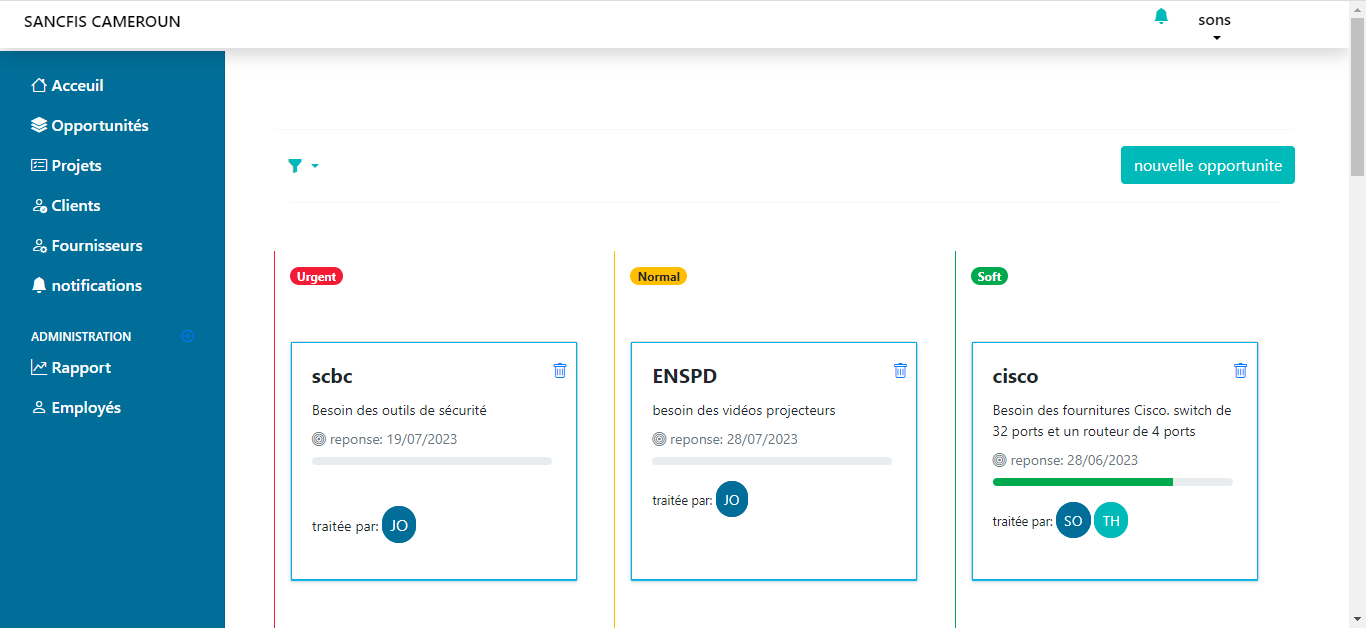 SANCFIS CAMEROUN
sons
Acceuil
Opportunités
Projets
Clients
Fournisseurs
notifications
ADMINISTRATION
Rapport
Employés
nouvelle opportunite
Urgent
scbc
Besoin des outils de sécurité
reponse: 19/07/2023
traitée par: JO
Normal
ENSPD
besoin des vidéos projecteurs
reponse: 28/07/2023
traitée par: JO
Soft
cisco
Besoin des fournitures Cisco. switch de
32 ports et un routeur de 4 ports
reponse: 28/06/2023
traitée par: SO TH